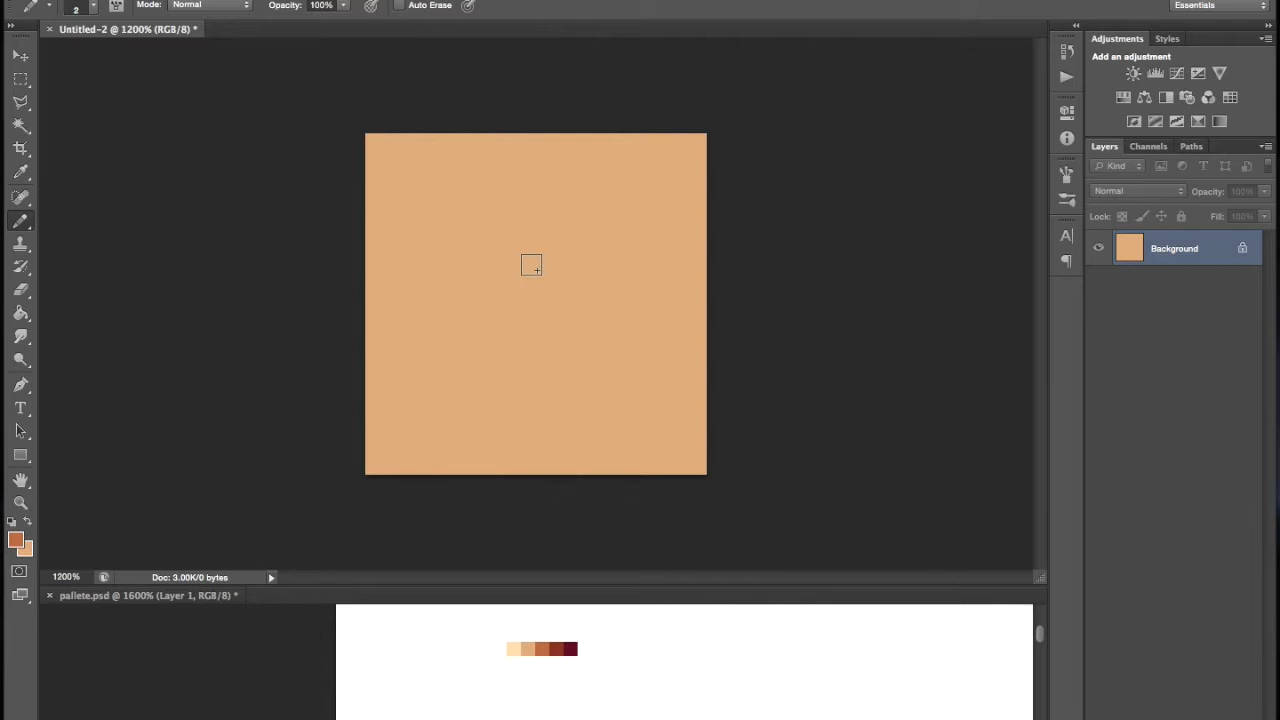 2 Mode: Normal Opacity: 100% Auto Erase Essentials
Untitled-2 @ 1200% (RGB/8) *
Adjustments Styles
Add an adjustment
Layers Channels Paths
Kind
Normal Opacity: 100%
Lock: Fill: 100%
Background
1200% Doc: 3.00K/0 bytes
pallete.psd @ 1600% (Layer 1, RGB/8) *